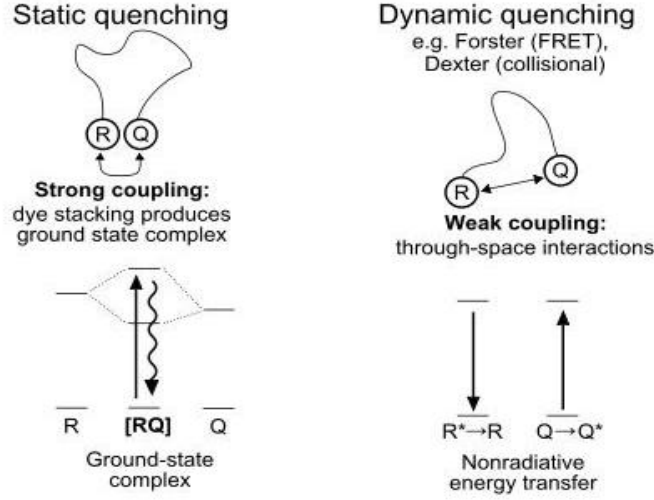 Static quenching
R Q
Strong coupling:
dye stacking produces
ground state complex
R [RQ] Q
Ground-state
complex
Dynamic quenching
e.g. Forster (FRET),
Dexter (collisional)
R Q
Weak coupling:
through-space interactions
R*→R Q→Q*
Nonradiative
energy transfer